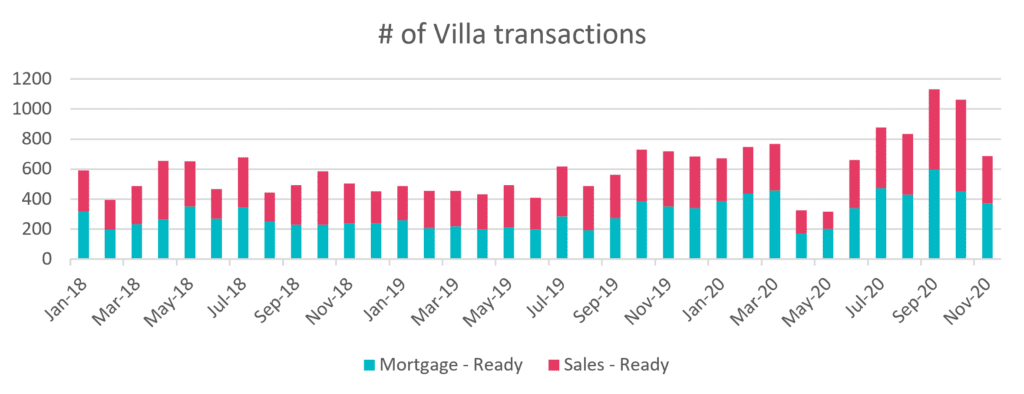 # of Villa transactions
1200
1000
800
600
400
200
0
Jan-18
Mar-18
May-18
Jul-18
Sep-18
Nov-18
Jan-19
Mar-19
May-19
Jul-19
Sep-19
Nov-19
Jan-20
Mar-20
May-20
Jul-20
Sep-20
Nov-20
Mortgage - Ready
Sales - Ready